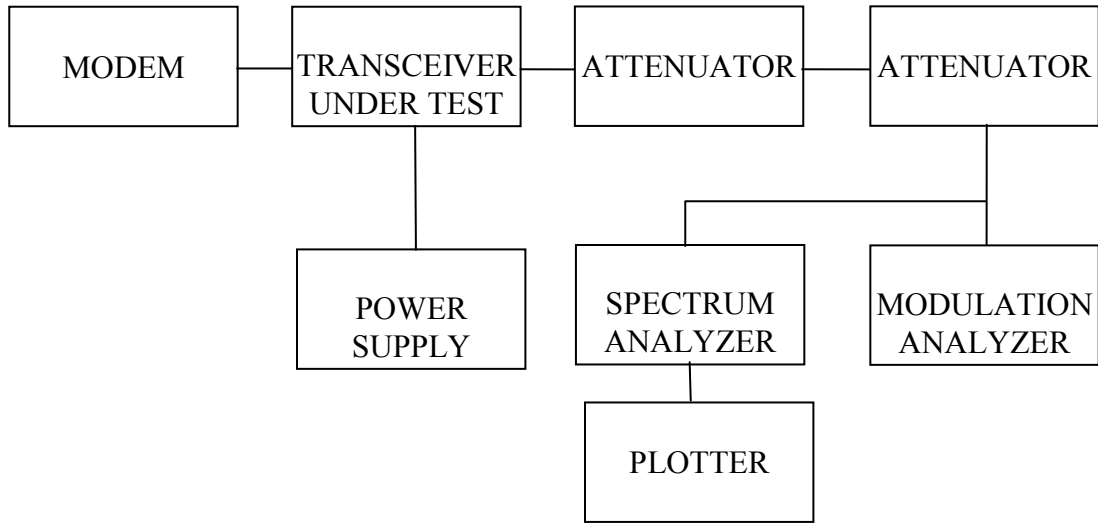 MODEM
TRANSCEIVER
UNDER TEST
ATTENUATOR
ATTENUATOR
POWER
SUPPLY
SPECTRUM
ANALYZER
MODULATION
ANALYZER
PLOTTER